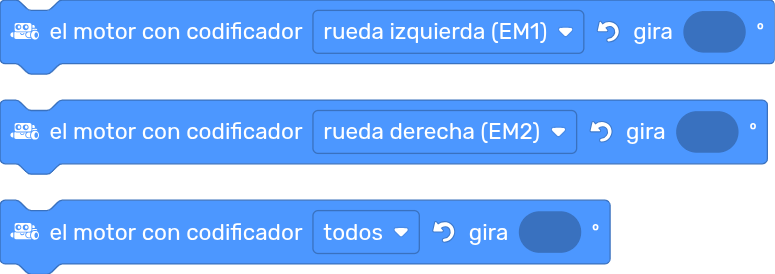 el motor con codificador rueda izquierda (EM1) gira °
el motor con codificador rueda derecha (EM2) gira °
el motor con codificador todos gira °